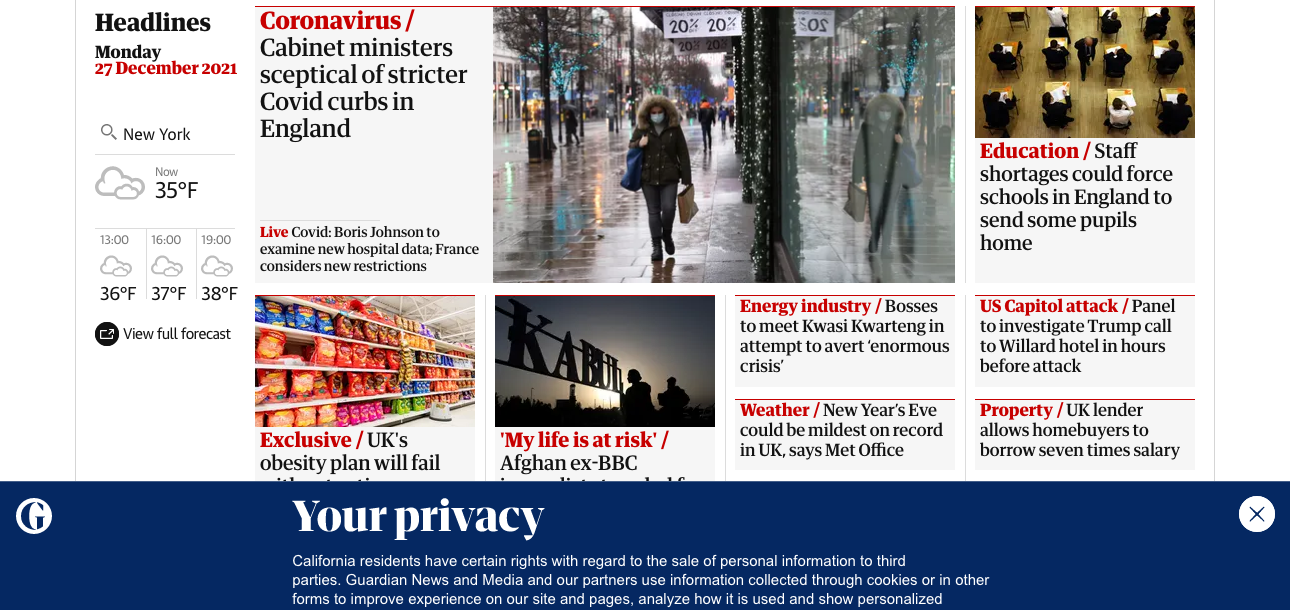 Headlines
Monday
27 December 2021
New York
Now
35°F
13:00
16:00
19:00
36°F
37°F
38°F
View full forecast
Coronavirus /
Cabinet ministers
sceptical of stricter
Covid curbs in
England
Live Covid: Boris Johnson to
examine new hospital data; France
considers new restrictions
20% 20%
20% 20%
Education / Staff
shortages could force
schools in England to
send some pupils
home
Exclusive / UK's
obesity plan will fail
KABUL
'My life is at risk' /
Afghan ex-BBC
Energy industry / Bosses
to meet Kwasi Kwarteng in
attempt to avert ‘enormous
crisis’
Weather / New Year’s Eve
could be mildest on record
in UK, says Met Office
US Capitol attack / Panel
to investigate Trump call
to Willard hotel in hours
before attack
Property / UK lender
allows homebuyers to
borrow seven times salary
G
Your privacy
California residents have certain rights with regard to the sale of personal information to third
parties. Guardian News and Media and our partners use information collected through cookies or in other
forms to improve experience on our site and pages, analyze how it is used and show personalized